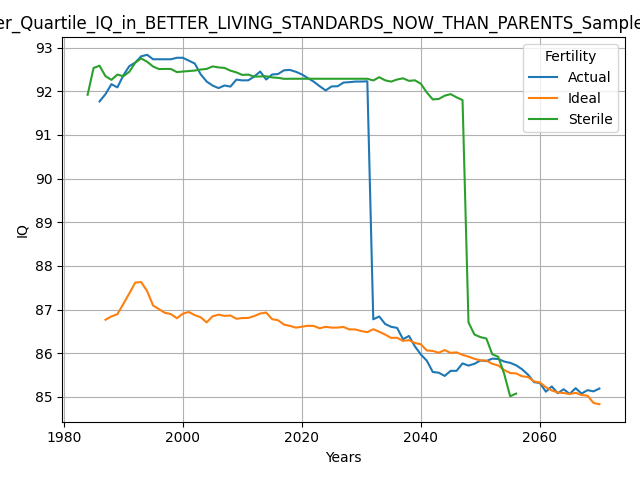 er_Quartile_IQ_in_BETTER_LIVING_STANDARDS_NOW_THAN_PARENTS_Sample
93
92
91
90
89
88
87
86
85
IQ
1980
2000
2020
2040
2060
Years
Fertility
Actual
Ideal
Sterile